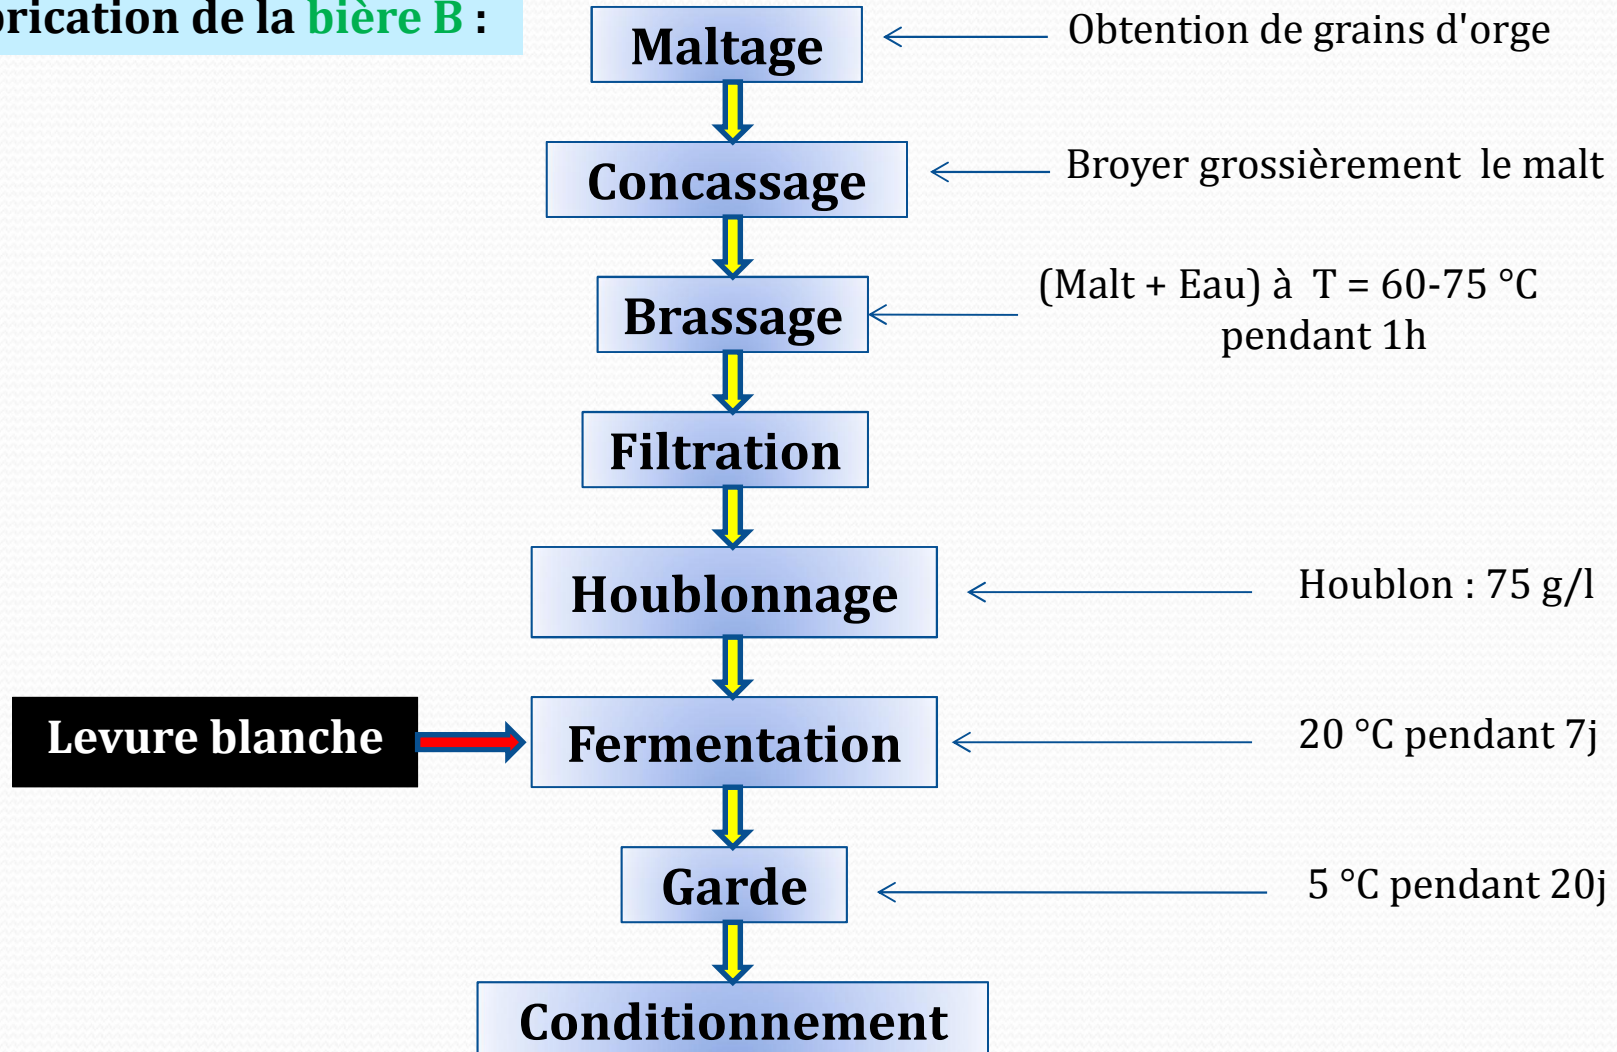 brication de la bière B :
Maltage
Obtention de grains d'orge
Concassage
Broyer grossièrement le malt
Brassage
(Malt + Eau) à T = 60-75 °C
pendant 1h
Filtration
Houblonnage
Houblon : 75 g/l
Levure blanche
Fermentation
20 °C pendant 7j
Garde
5 °C pendant 20j
Conditionnement